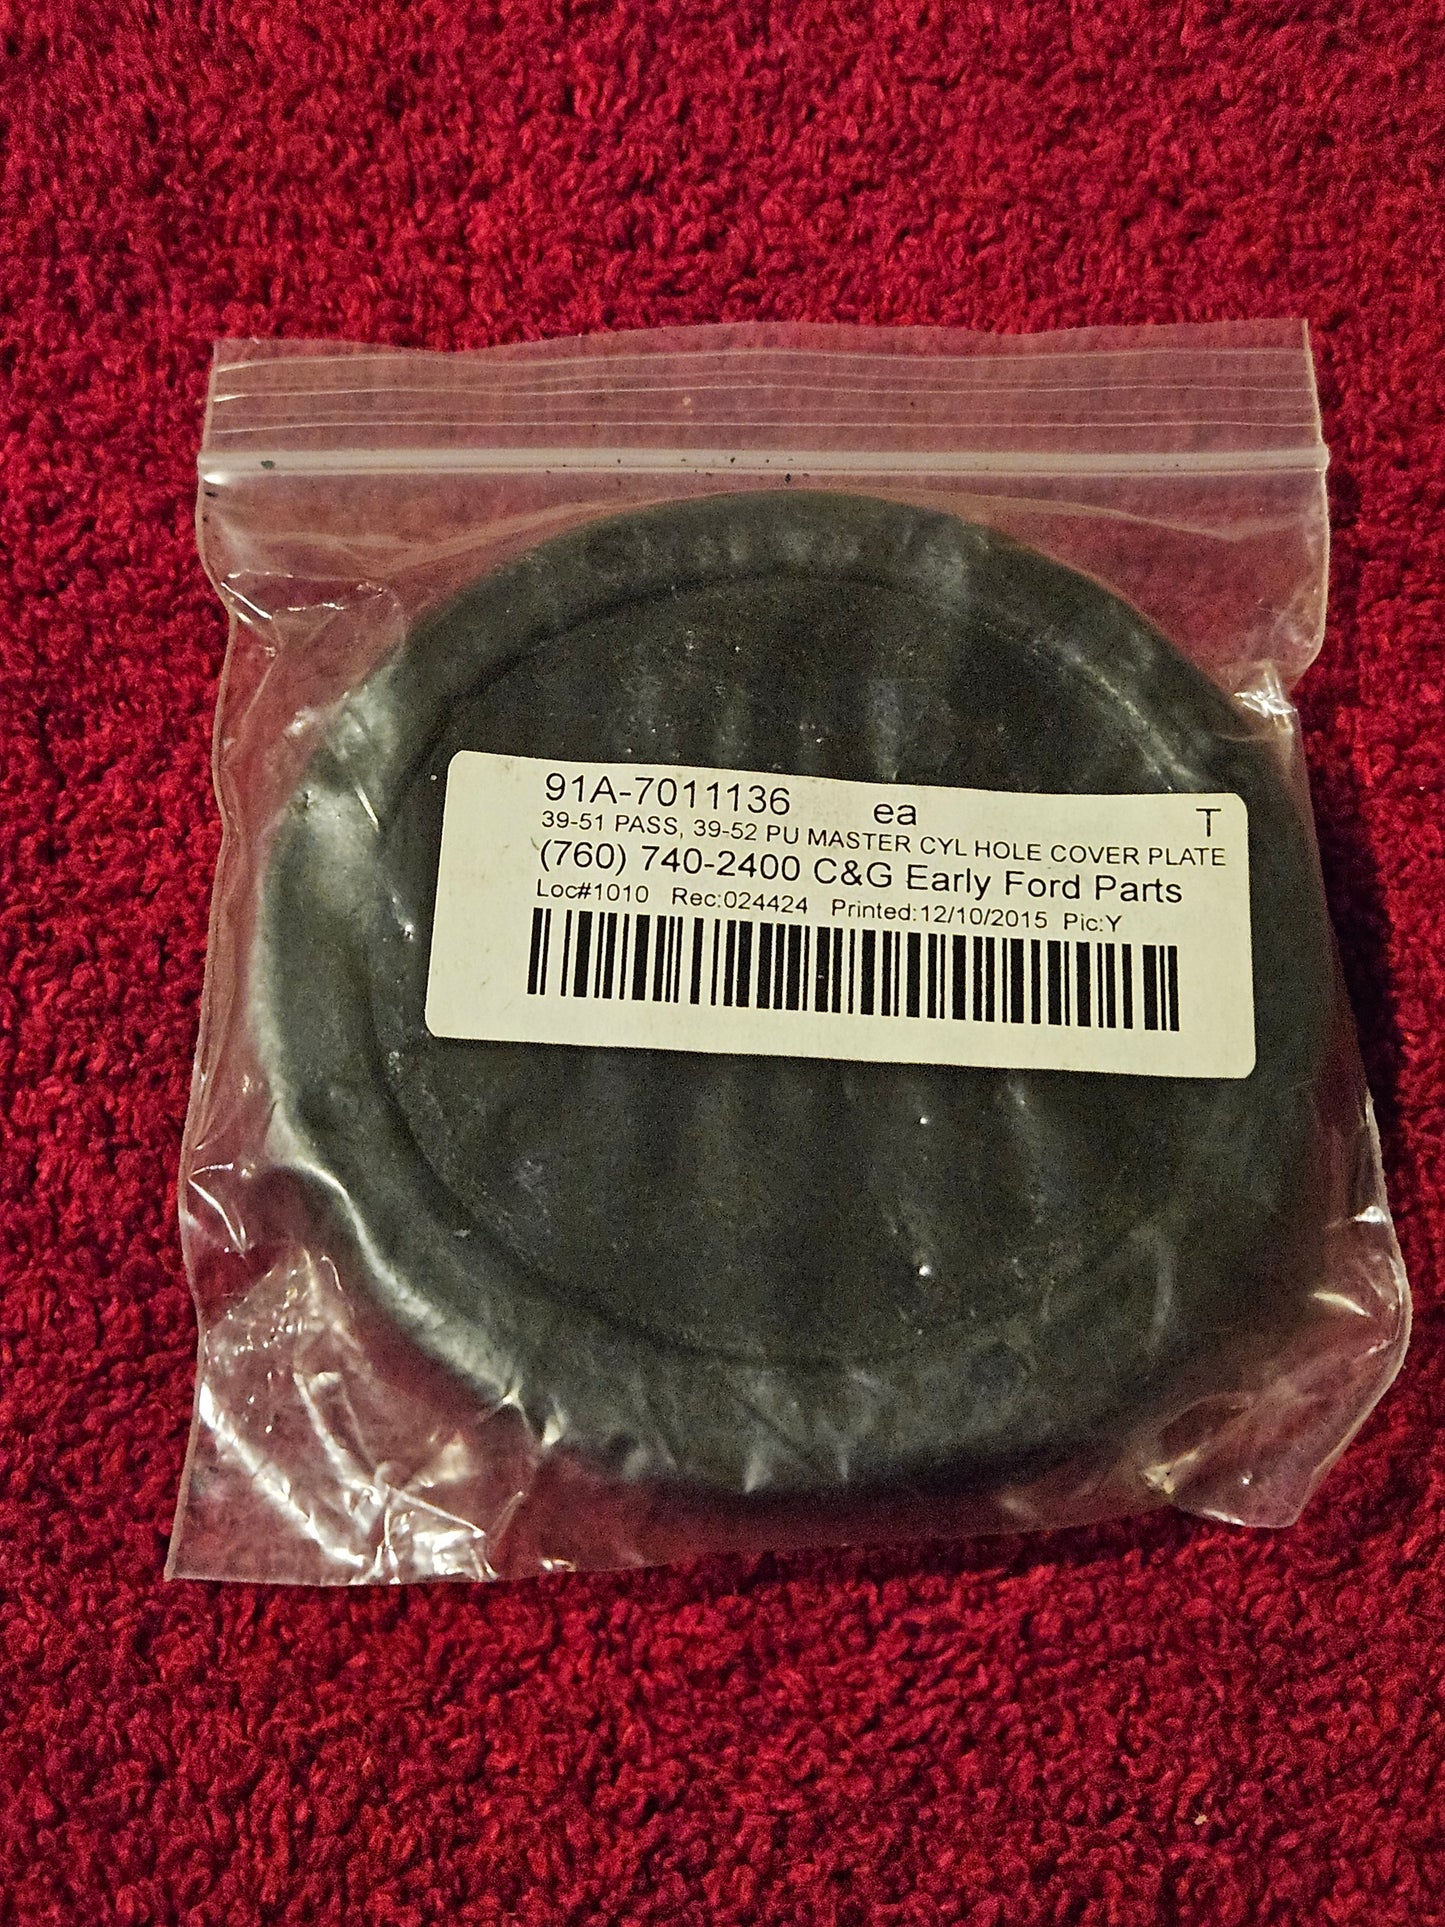 91A-7011136 ea T
39-51 PASS, 39-52 PU MASTER CYL HOLE COVER PLATE
(760) 740-2400 C&G Early Ford Parts
Loc#1010 Rec:024424 Printed:12/10/2015 Pic:Y